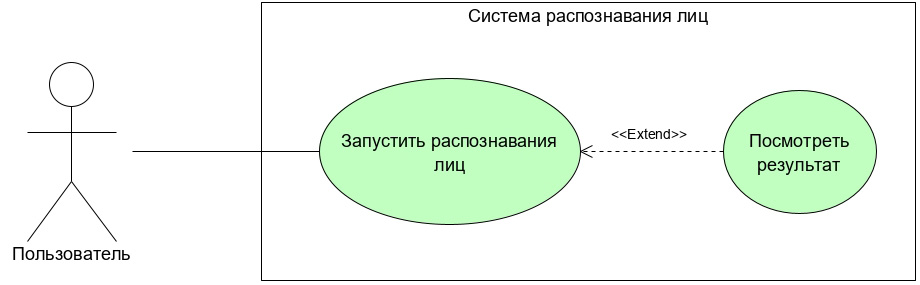 Система распознавания лиц
Запустить распознавания
лиц
<<Extend>>
Посмотреть
результат
Пользователь